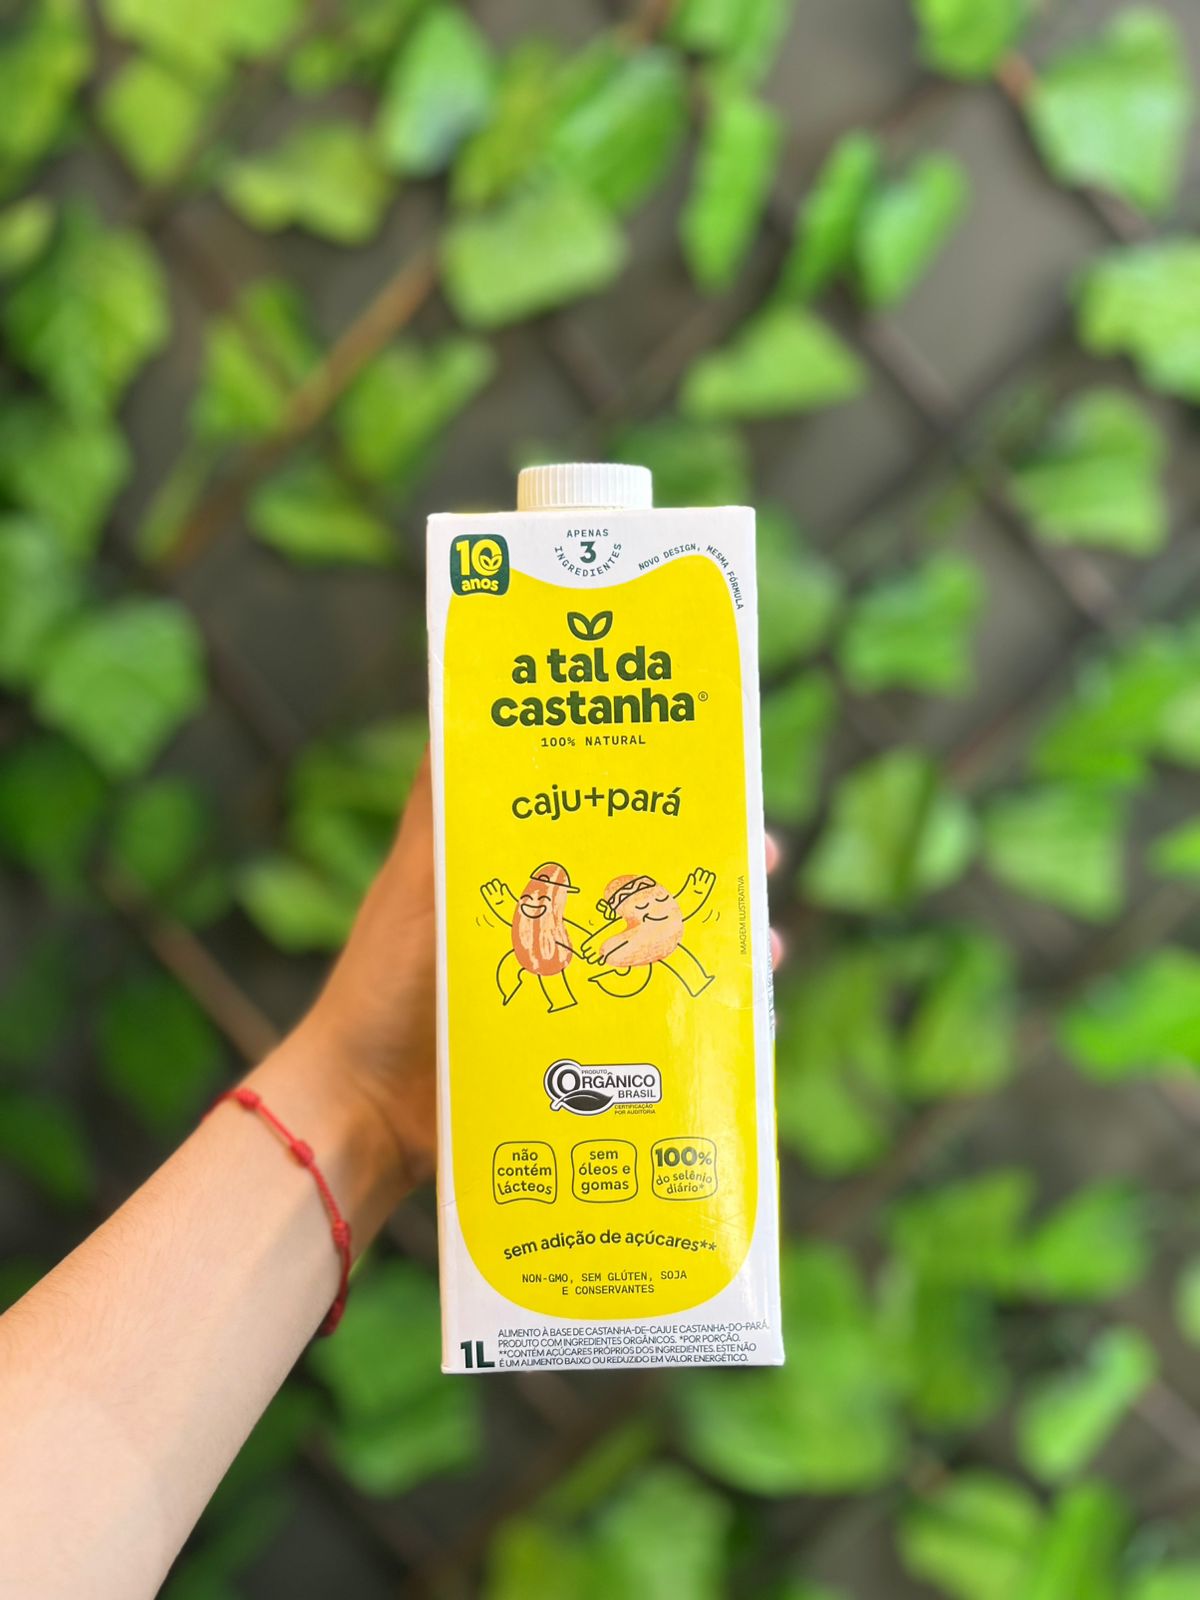 10
anos
APENAS
3
INGREDIENTES
NOVO DESIGN, MESMA FÓRMULA
a tal da
castanha®
100% NATURAL
caju+pará
IMAGEM ILUSTRATIVA
PRODUTO
ORGÂNICO
BRASIL
CERTIFICAÇÃO
POR AUDITORIA
não
contém
lácteos
sem
óleos e
gomas
100%
do selênio
diário*
sem adição de açúcares**
NON-GMO, SEM GLÚTEN, SOJA
E CONSERVANTES
1L
ALIMENTO À BASE DE CASTANHA-DE-CAJU E CASTANHA-DO-PARÁ.
PRODUTO COM INGREDIENTES ORGÂNICOS. *POR PORÇÃO.
**CONTÉM AÇÚCARES PRÓPRIOS DOS INGREDIENTES. ESTE NÃO
É UM ALIMENTO BAIXO OU REDUZIDO EM VALOR ENERGÉTICO.